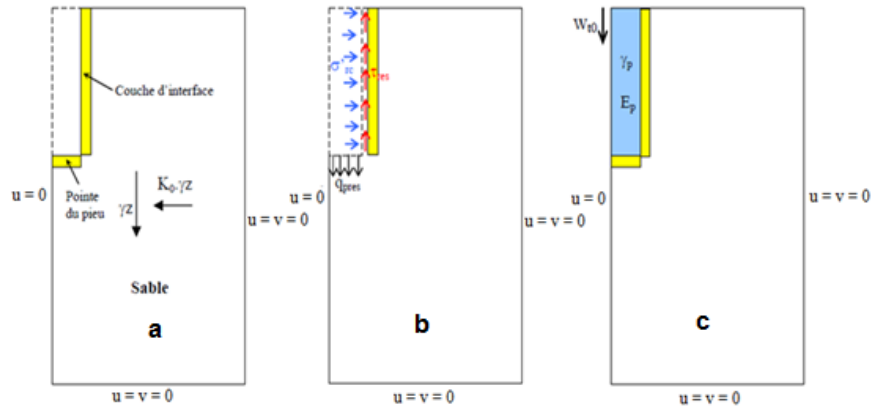 Couche d'interface
u = 0
Pointe
du pieu
γz
K₀.γz
u = v = 0
Sable
a
u = v = 0
σ'rc
τres
qpres
u = 0
u = v = 0
b
u = v = 0
Wt0
γp
Ep
u = 0
u = v = 0
c
u = v = 0